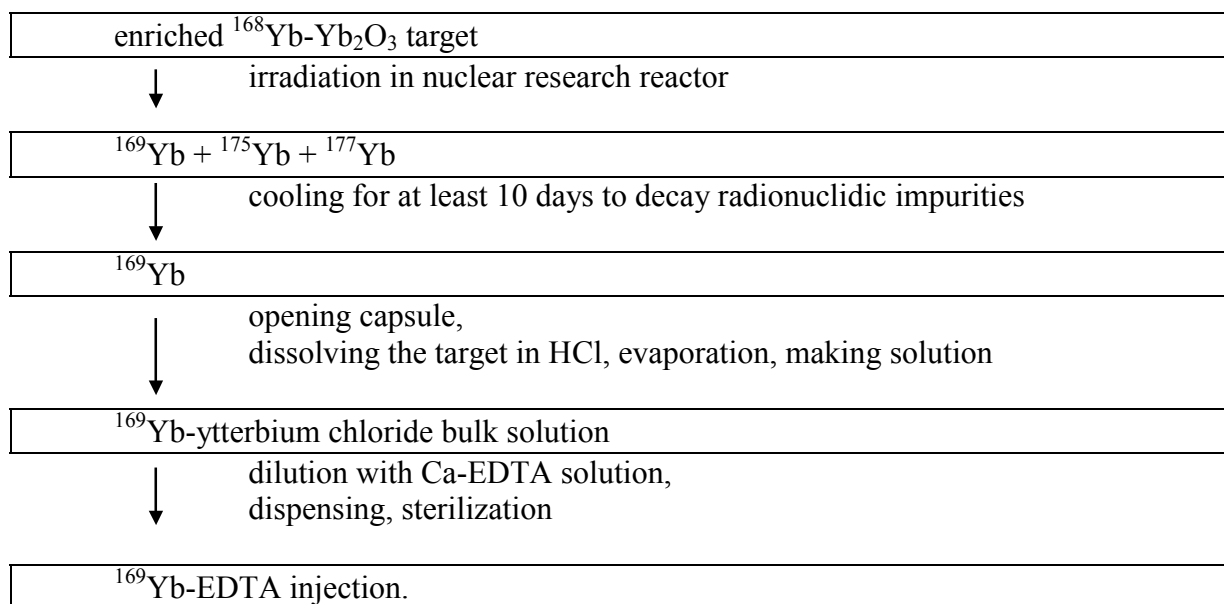 enriched ¹⁶⁸Yb-Yb₂O₃ target
irradiation in nuclear research reactor
¹⁶⁹Yb + ¹⁷⁵Yb + ¹⁷⁷Yb
cooling for at least 10 days to decay radionuclidic impurities
¹⁶⁹Yb
opening capsule,
dissolving the target in HCl, evaporation, making solution
¹⁶⁹Yb-ytterbium chloride bulk solution
dilution with Ca-EDTA solution,
dispensing, sterilization
¹⁶⁹Yb-EDTA injection.